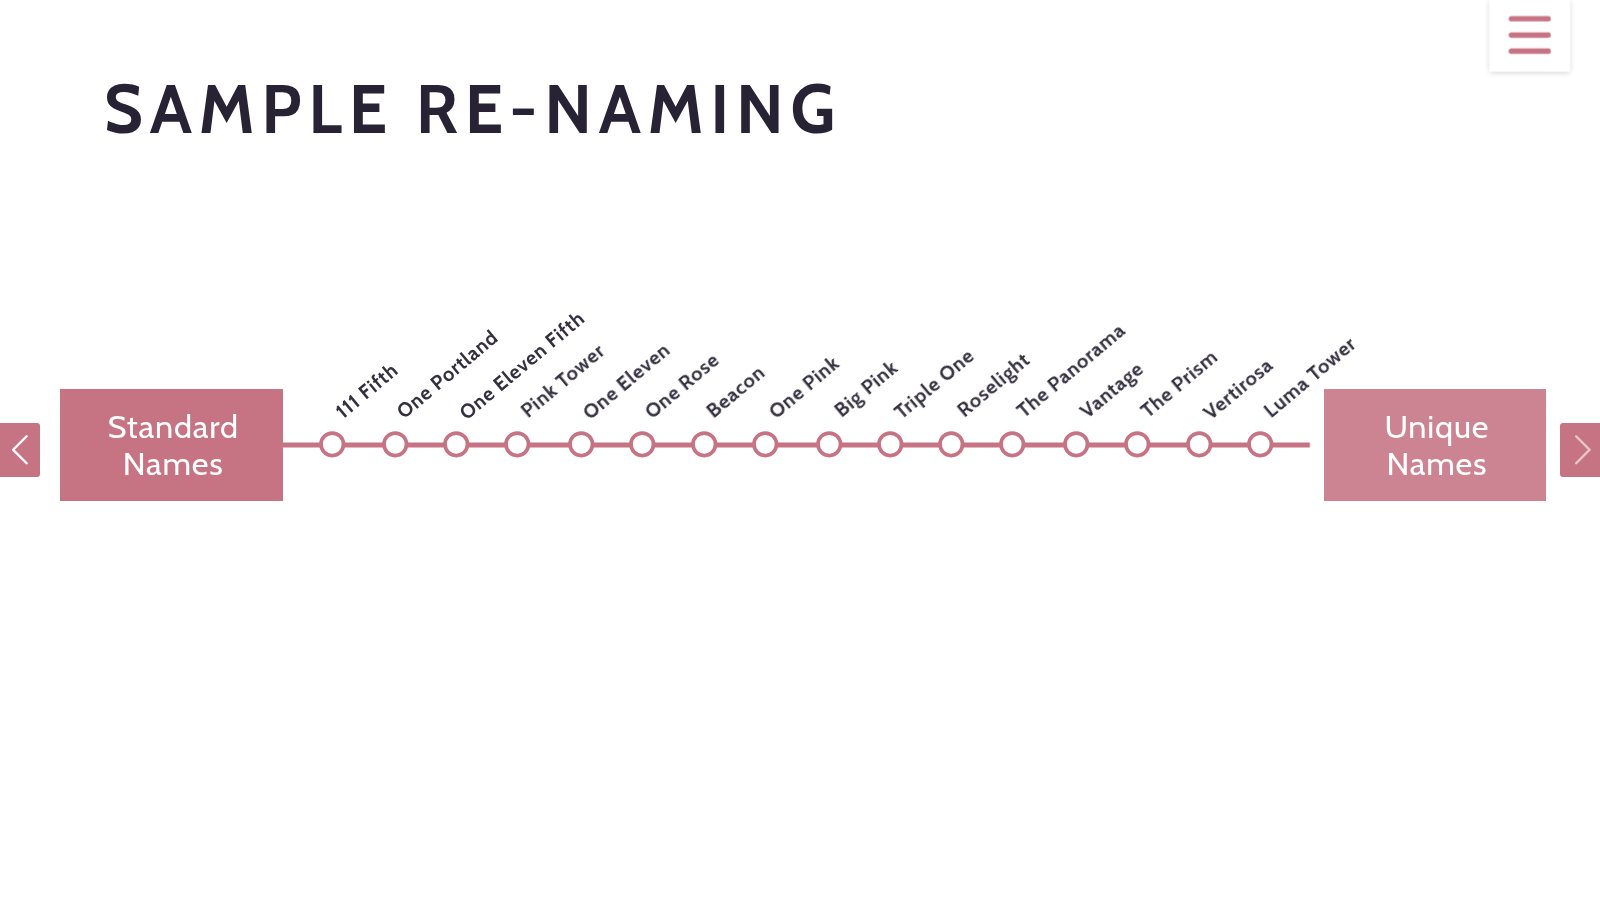 SAMPLE RE-NAMING
Standard
Names
111 Fifth
One Portland
One Eleven Fifth
Pink Tower
One Eleven
One Rose
Beacon
One Pink
Big Pink
Triple One
Roselight
The Panorama
Vantage
The Prism
Vertirosa
Luma Tower
Unique
Names